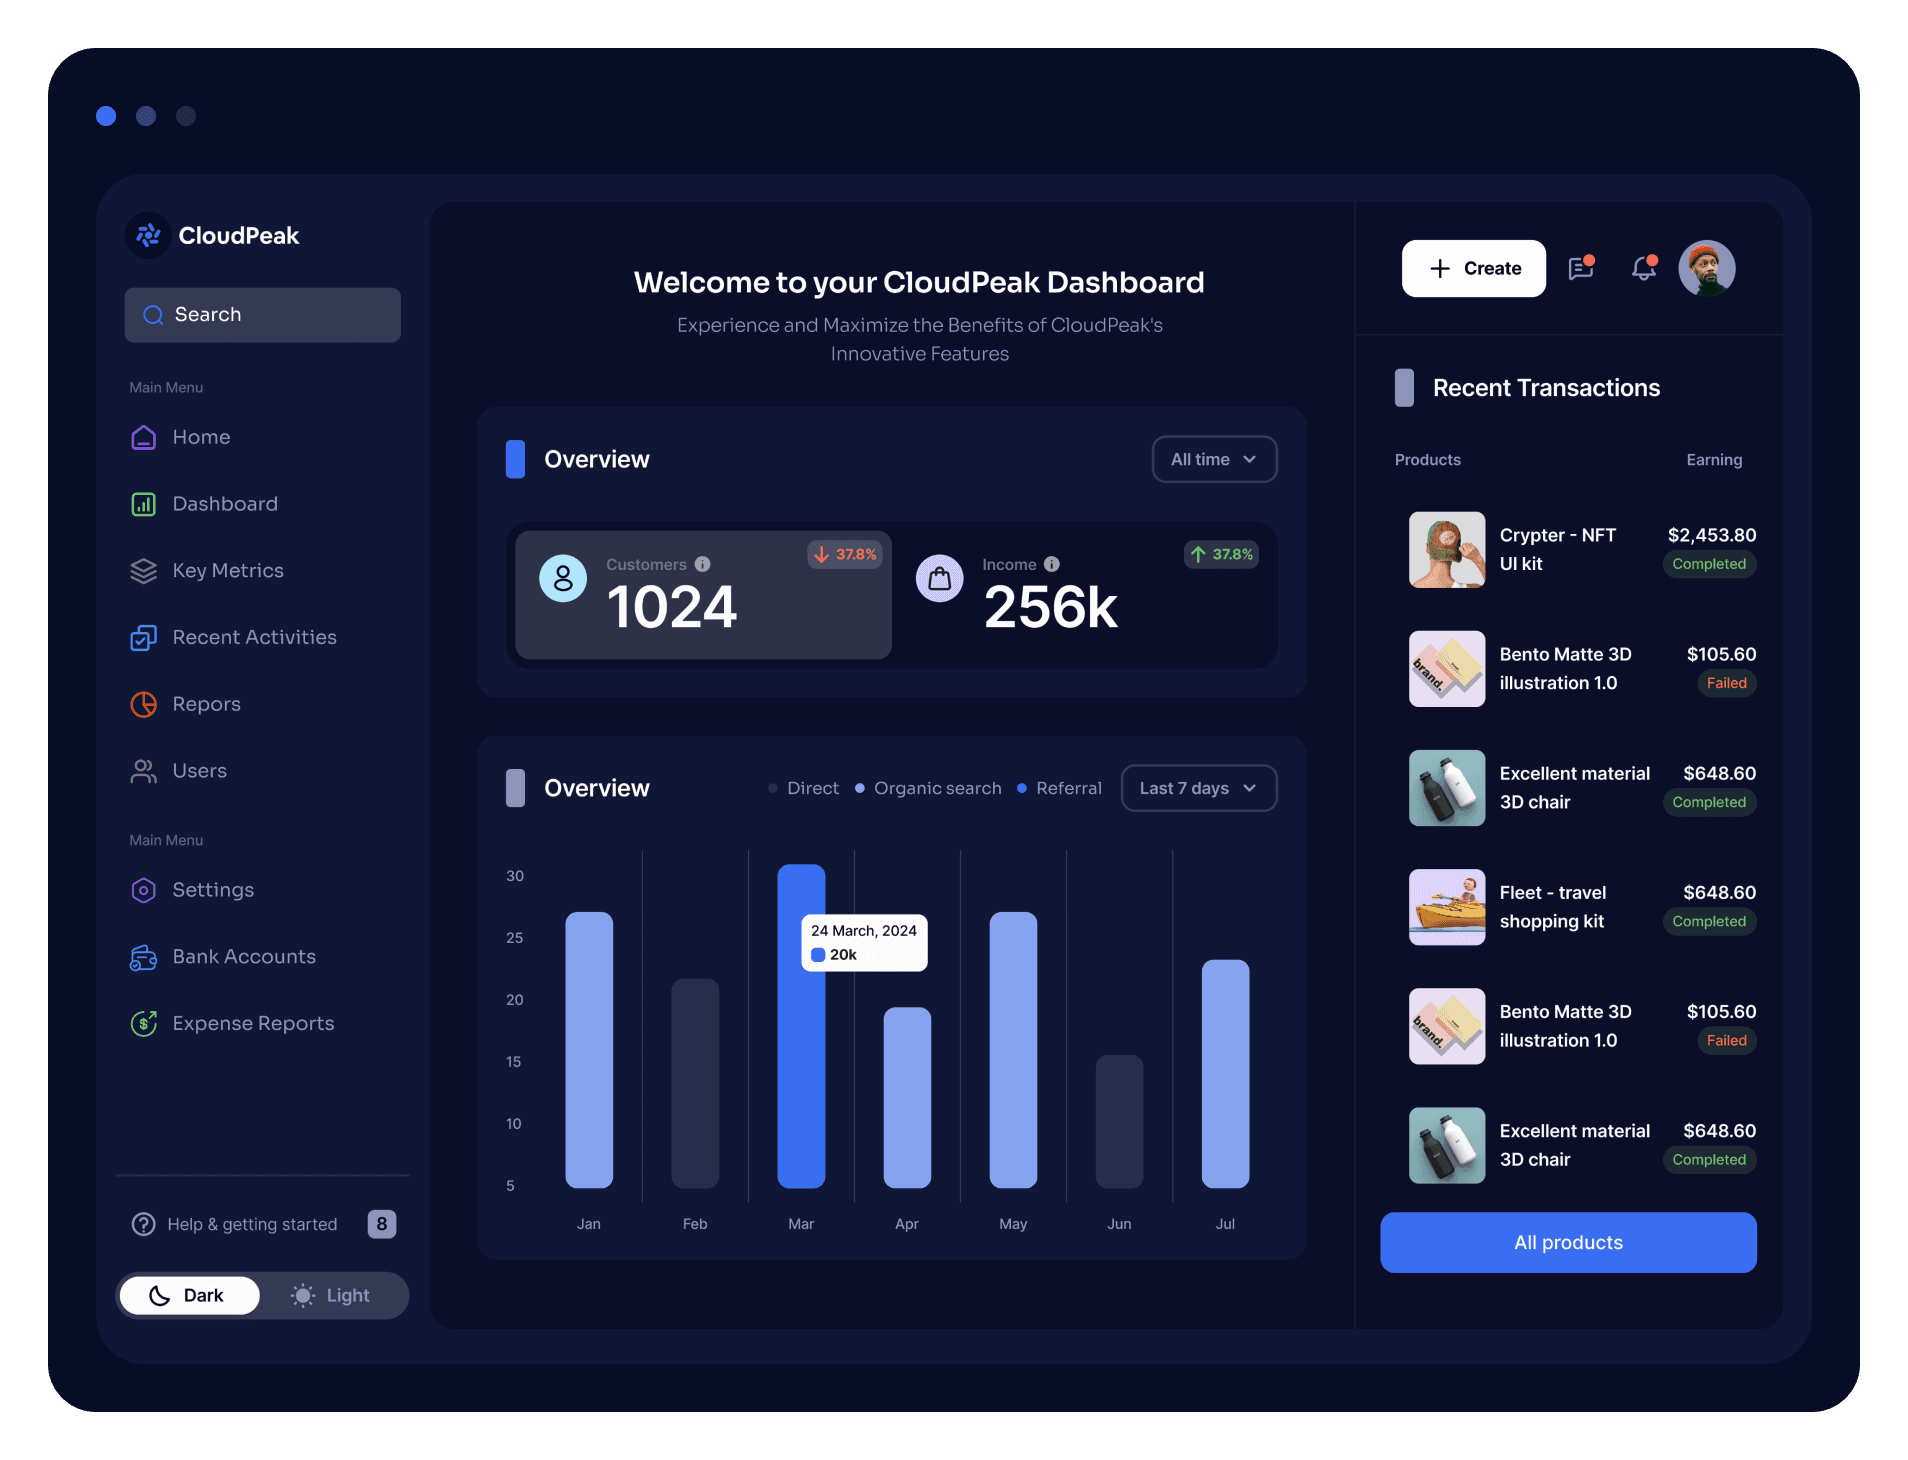 CloudPeak
Search
Main Menu
Home
Dashboard
Key Metrics
Recent Activities
Repors
Users
Main Menu
Settings
Bank Accounts
Expense Reports
Help & getting started 8
Dark Light
Welcome to your CloudPeak Dashboard
Experience and Maximize the Benefits of CloudPeak's
Innovative Features
Overview
All time
Customers
37.8%
1024
Income
37.8%
256k
Overview
Direct Organic search Referral
Last 7 days
30
25
20
15
10
5
24 March, 2024
20k
Jan Feb Mar Apr May Jun Jul
Create
Recent Transactions
Products Earning
Crypter - NFT $2,453.80
UI kit Completed
brand.
Bento Matte 3D $105.60
illustration 1.0 Failed
Excellent material $648.60
3D chair Completed
Fleet - travel $648.60
shopping kit Completed
brand.
Bento Matte 3D $105.60
illustration 1.0 Failed
Excellent material $648.60
3D chair Completed
All products